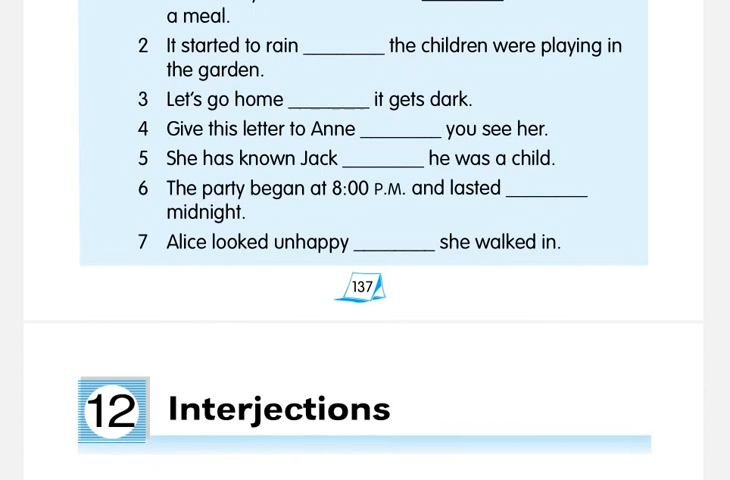 a meal.
2 It started to rain ________ the children were playing in
the garden.
3 Let's go home ________ it gets dark.
4 Give this letter to Anne ________ you see her.
5 She has known Jack ________ he was a child.
6 The party began at 8:00 P.M. and lasted ________
midnight.
7 Alice looked unhappy ________ she walked in.
137
12 Interjections